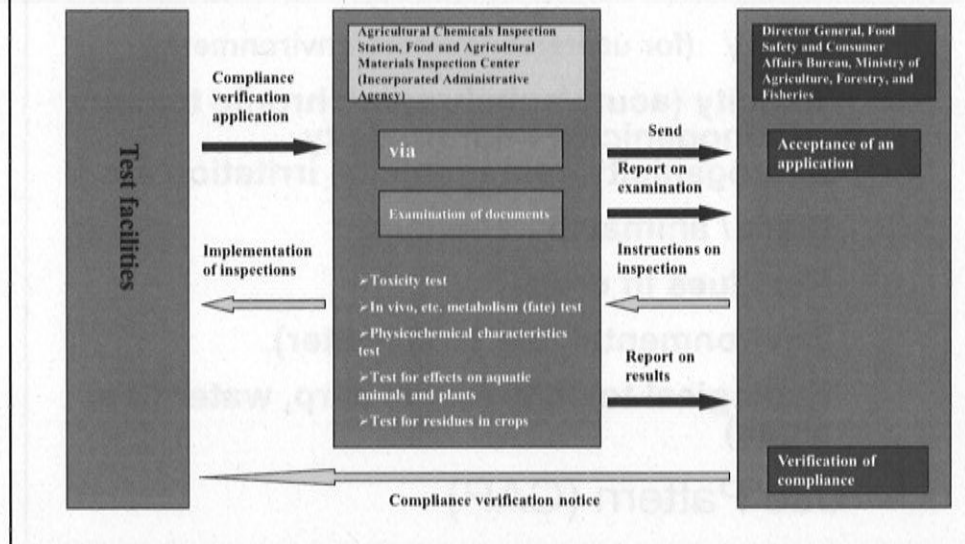 Test facilities
Compliance
verification
application
Implementation
of inspections
Agricultural Chemicals Inspection
Station, Food and Agricultural
Materials Inspection Center
(Incorporated Administrative
Agency)
via
Examination of documents
➢Toxicity test
➢In vivo, etc. metabolism (fate) test
➢Physicochemical characteristics
test
➢Test for effects on aquatic
animals and plants
➢Test for residues in crops
Send
Report on
examination
Instructions on
inspection
Report on
results
Director General, Food
Safety and Consumer
Affairs Bureau, Ministry of
Agriculture, Forestry, and
Fisheries
Acceptance of an
application
Verification of
compliance
Compliance verification notice